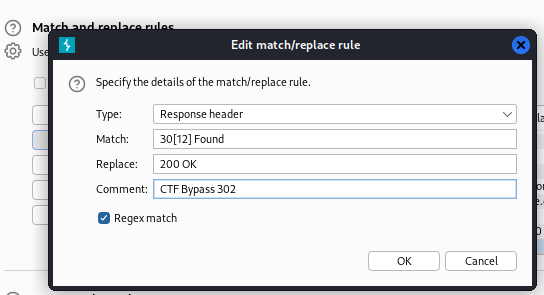 Match and replace rules
Use
Edit match/replace rule
Specify the details of the match/replace rule.
Type: Response header
Match: 30[12] Found
Replace: 200 OK
Comment: CTF Bypass 302
Regex match
OK Cancel